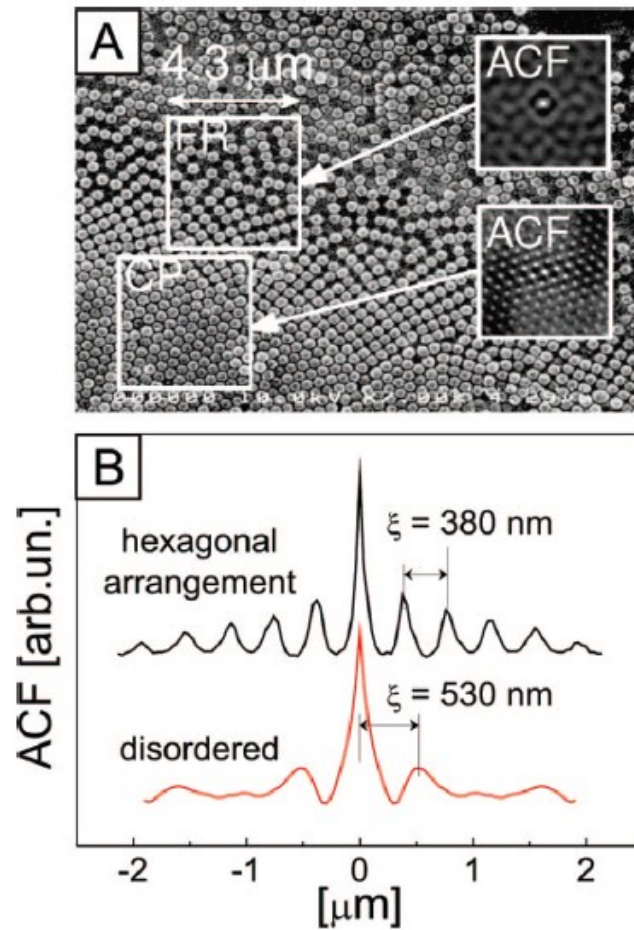 A
4.3 μm
FR
ACF
CP
ACF
B
hexagonal
arrangement
ξ = 380 nm
ξ = 530 nm
disordered
ACF [arb.un.]
-2 -1 0 1 2
[μm]